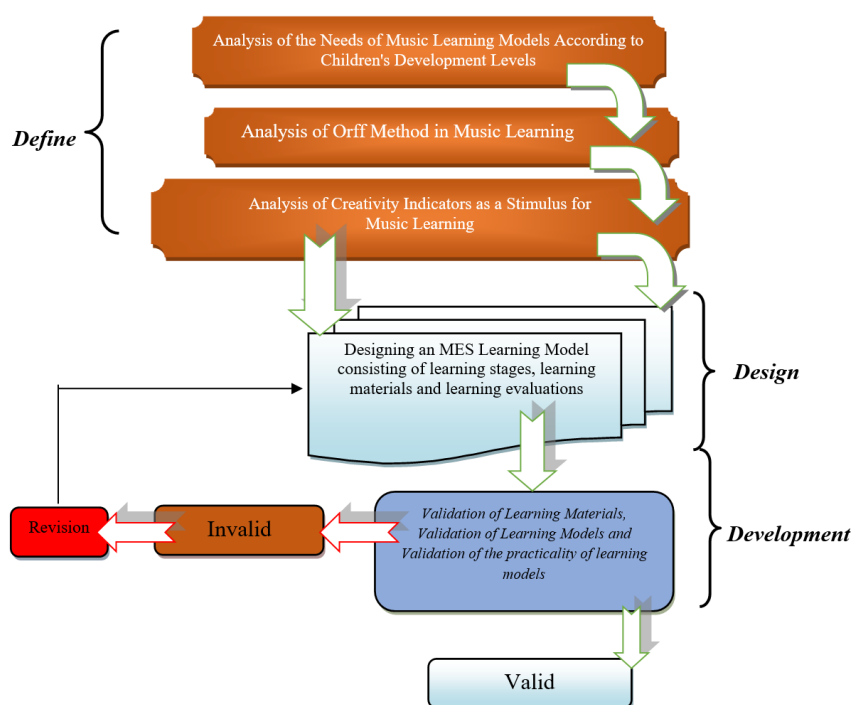 Analysis of the Needs of Music Learning Models According to
Children's Development Levels
Define
Analysis of Orff Method in Music Learning
Analysis of Creativity Indicators as a Stimulus for
Music Learning
Designing an MES Learning Model
consisting of learning stages, learning
materials and learning evaluations
Design
Validation of Learning Materials,
Validation of Learning Models and
Validation of the practicality of learning
models
Development
Invalid
Revision
Valid